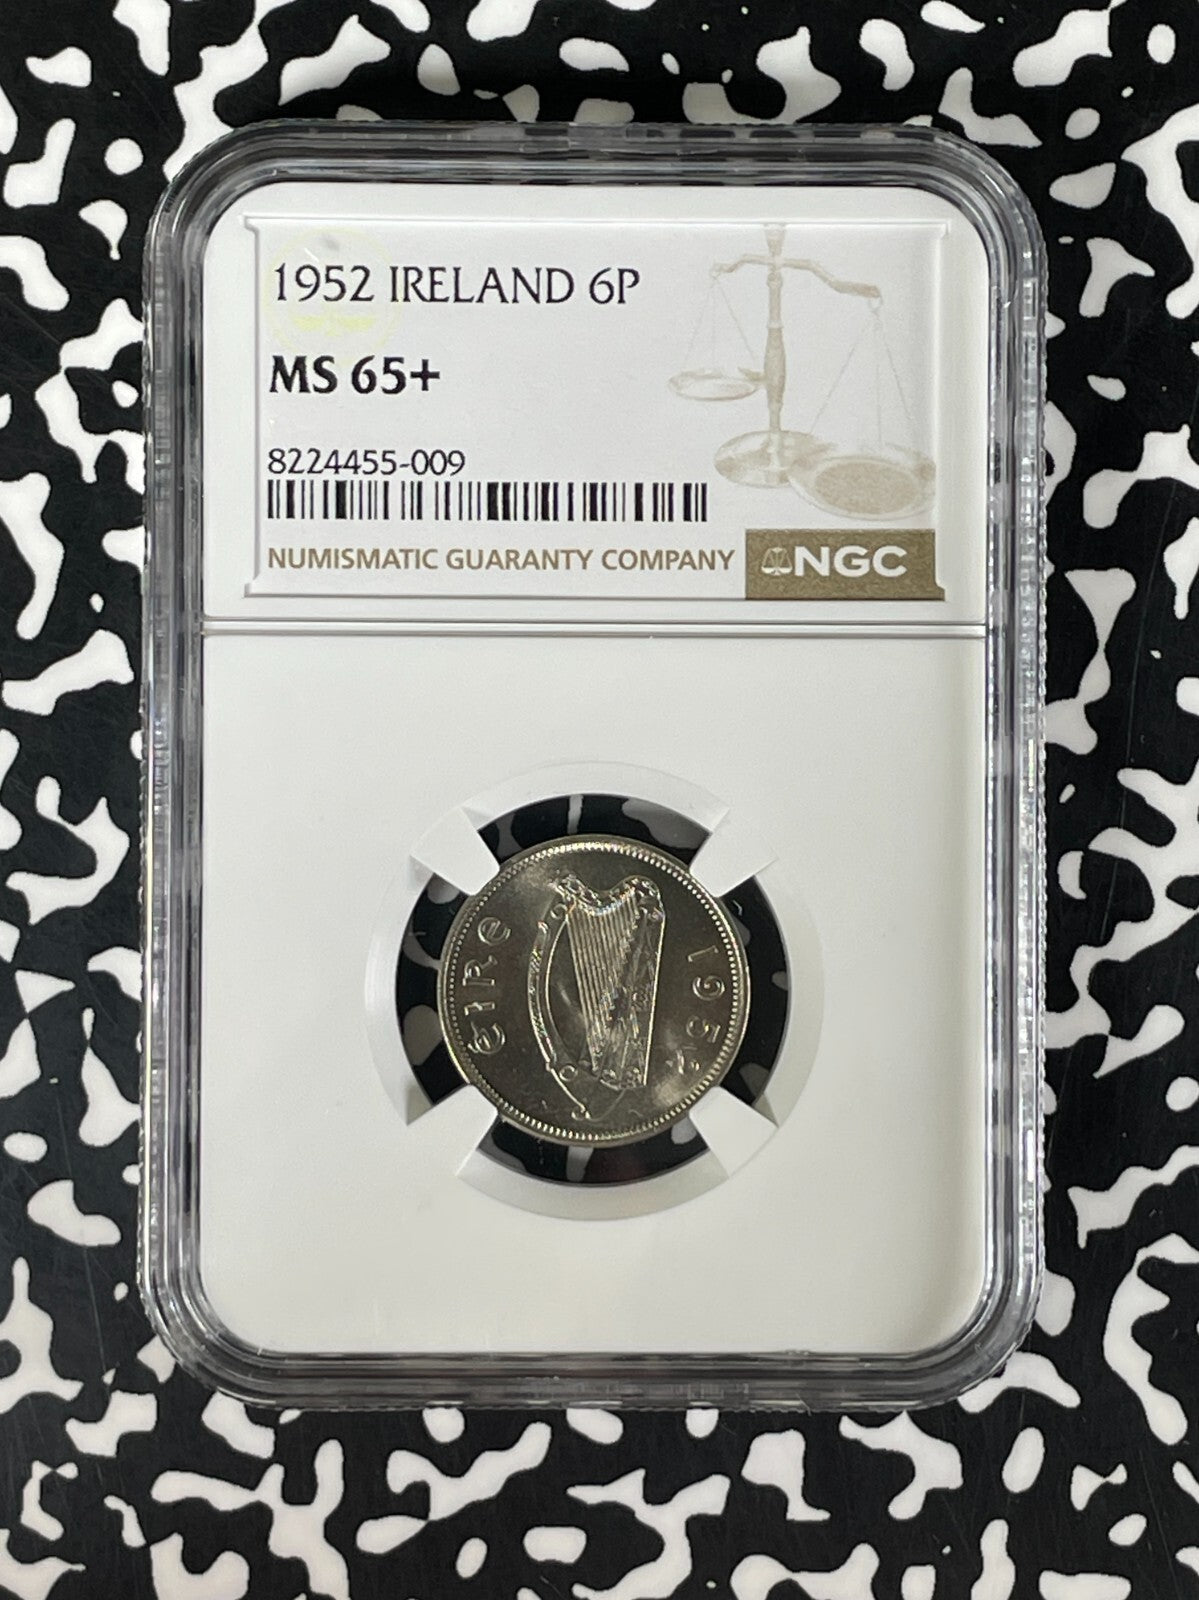 1952 IRELAND 6P
MS 65+
8224455-009
NUMISMATIC GUARANTY COMPANY
NGC
éIRe
1952